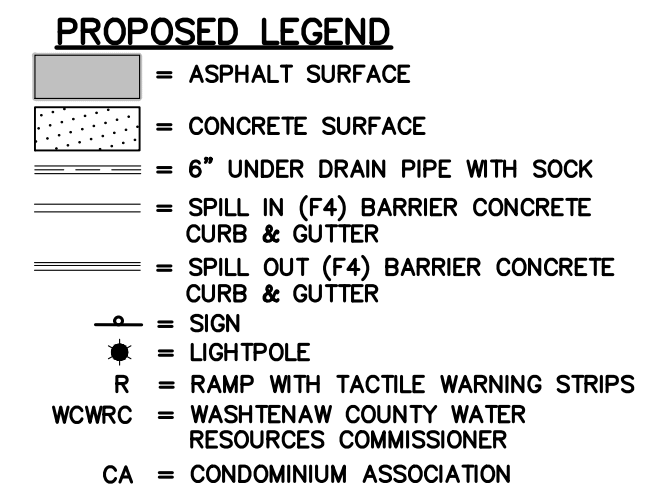 PROPOSED LEGEND
= ASPHALT SURFACE
= CONCRETE SURFACE
= 6" UNDER DRAIN PIPE WITH SOCK
= SPILL IN (F4) BARRIER CONCRETE
CURB & GUTTER
= SPILL OUT (F4) BARRIER CONCRETE
CURB & GUTTER
= SIGN
= LIGHTPOLE
R = RAMP WITH TACTILE WARNING STRIPS
WCWRC = WASHTENAW COUNTY WATER
RESOURCES COMMISSIONER
CA = CONDOMINIUM ASSOCIATION